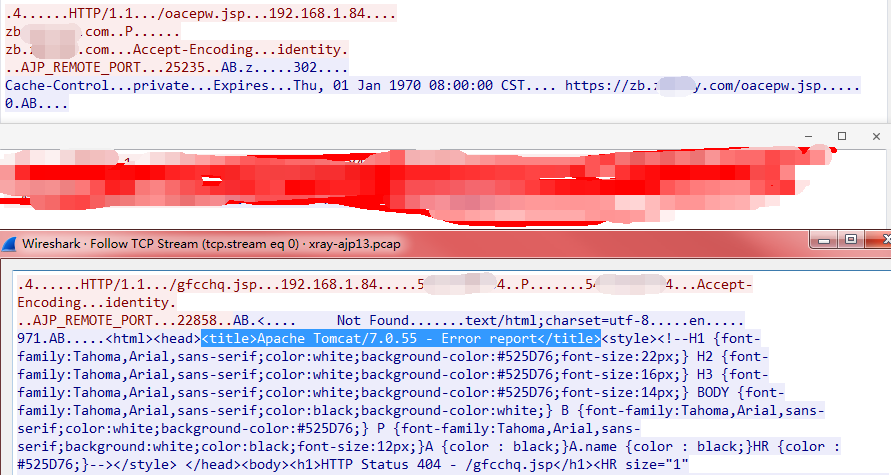 .4......HTTP/1.1.../oacepw.jsp...192.168.1.84....
zb .com..P......
zb. .com...Accept-Encoding...identity.
..AJP_REMOTE_PORT...25235..AB.z.....302....
Cache-Control...private...Expires...Thu, 01 Jan 1970 08:00:00 CST.... https://zb. y.com/oacepw.jsp.....
0.AB....
Wireshark · Follow TCP Stream (tcp.stream eq 0) · xray-ajp13.pcap
.4......HTTP/1.1.../gfcchq.jsp...192.168.1.84.....5 4..P.......54 4...Accept-
Encoding...identity.
..AJP_REMOTE_PORT...22858..AB.<... Not Found.......text/html;charset=utf-8.....en.....
971.AB.....<html><head><title>Apache Tomcat/7.0.55 - Error report</title><style><!--H1 {font-
family:Tahoma,Arial,sans-serif;color:white;background-color:#525D76;font-size:22px;} H2 {font-
family:Tahoma,Arial,sans-serif;color:white;background-color:#525D76;font-size:16px;} H3 {font-
family:Tahoma,Arial,sans-serif;color:white;background-color:#525D76;font-size:14px;} BODY {font-
family:Tahoma,Arial,sans-serif;color:black;background-color:white;} B {font-family:Tahoma,Arial,sans-
serif;color:white;background-color:#525D76;} P {font-family:Tahoma,Arial,sans-
serif;background:white;color:black;font-size:12px;}A {color : black;}A.name {color : black;}HR {color :
#525D76;}--></style> </head><body><h1>HTTP Status 404 - /gfcchq.jsp</h1><HR size="1"